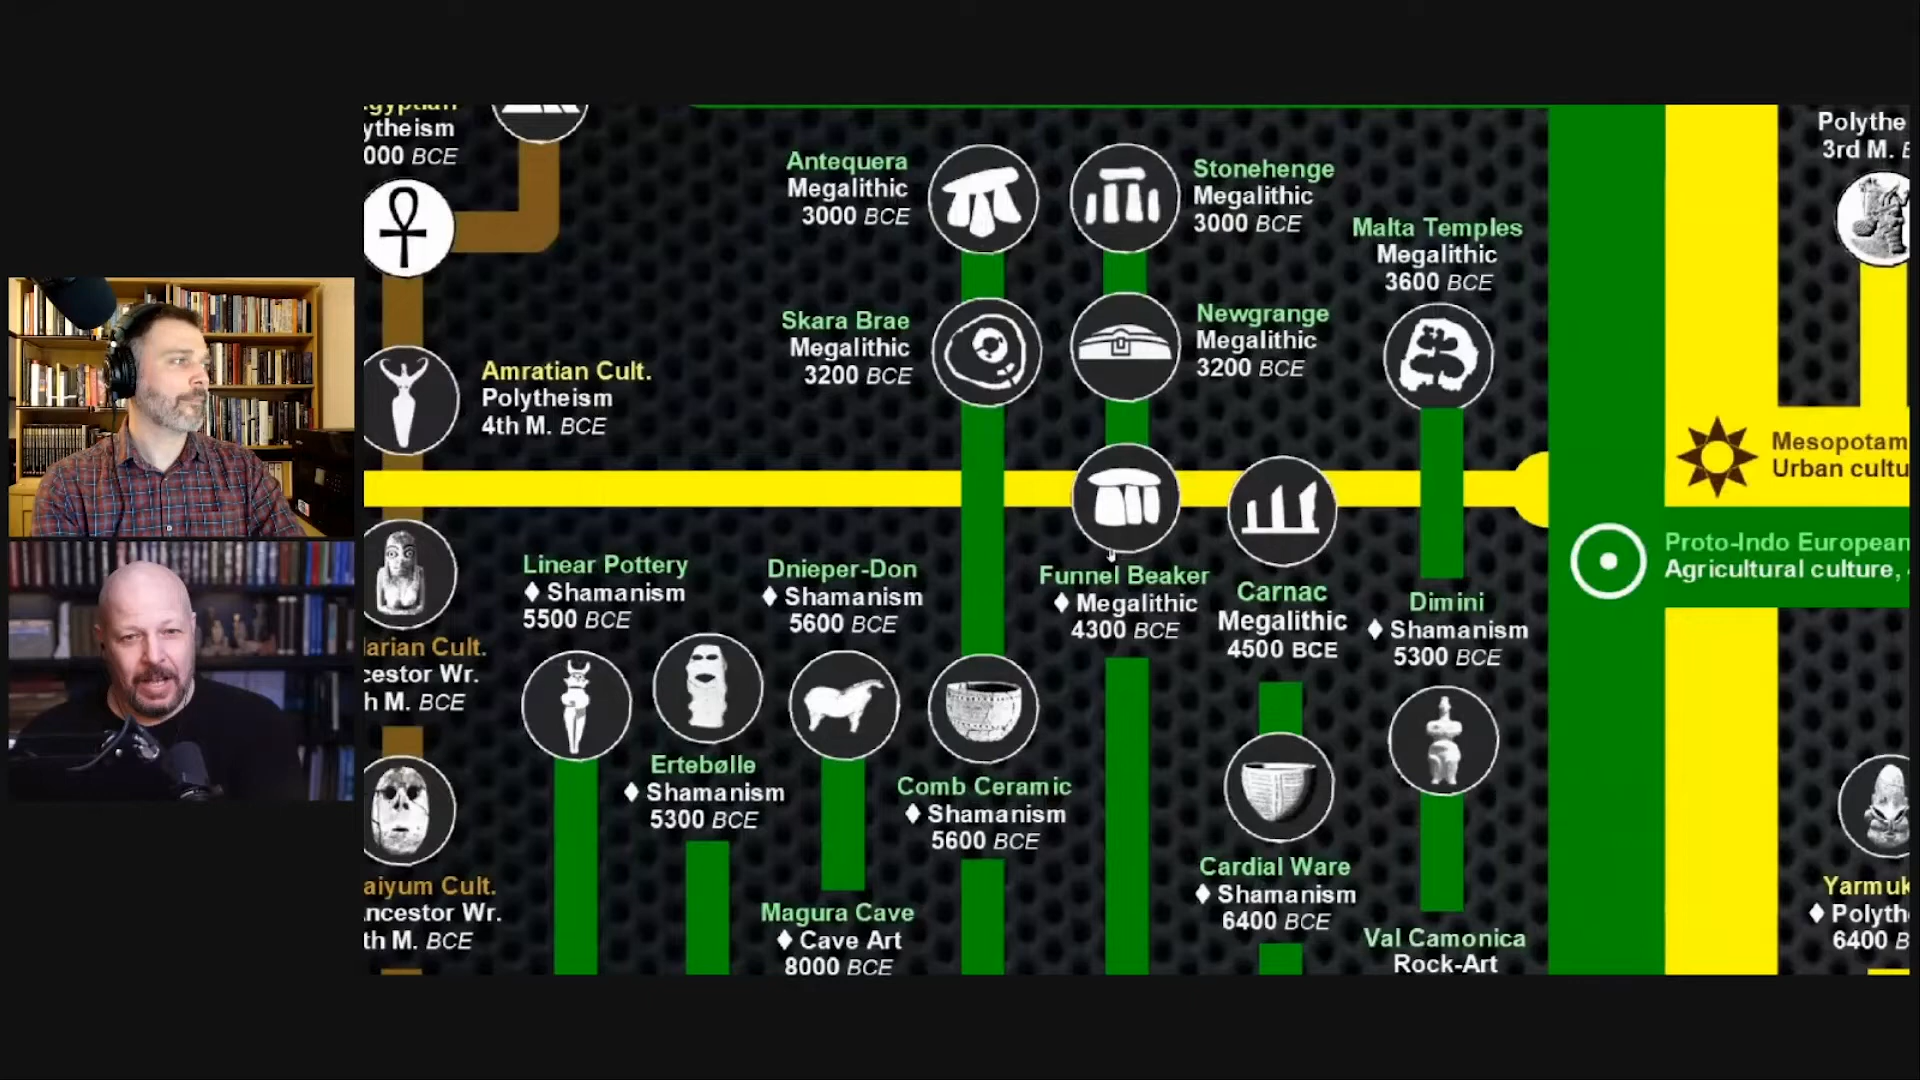 ytheism
000 BCE
Antequera
Megalithic
3000 BCE
Stonehenge
Megalithic
3000 BCE
Malta Temples
Megalithic
3600 BCE
Polythe
3rd M.
Skara Brae
Megalithic
3200 BCE
Newgrange
Megalithic
3200 BCE
Amratian Cult.
Polytheism
4th M. BCE
Mesopotam
Urban cultu
Proto-Indo European
Agricultural culture,
Linear Pottery
♦ Shamanism
5500 BCE
Dnieper-Don
♦ Shamanism
5600 BCE
Funnel Beaker
♦ Megalithic
4300 BCE
Carnac
Megalithic
4500 BCE
Dimini
♦ Shamanism
5300 BCE
arian Cult.
cestor Wr.
h M. BCE
Ertebølle
♦ Shamanism
5300 BCE
Comb Ceramic
♦ Shamanism
5600 BCE
Cardial Ware
♦ Shamanism
6400 BCE
aiyum Cult.
ncestor Wr.
th M. BCE
Magura Cave
♦ Cave Art
8000 BCE
Val Camonica
Rock-Art
Yarmuk
♦ Polyth
6400 B